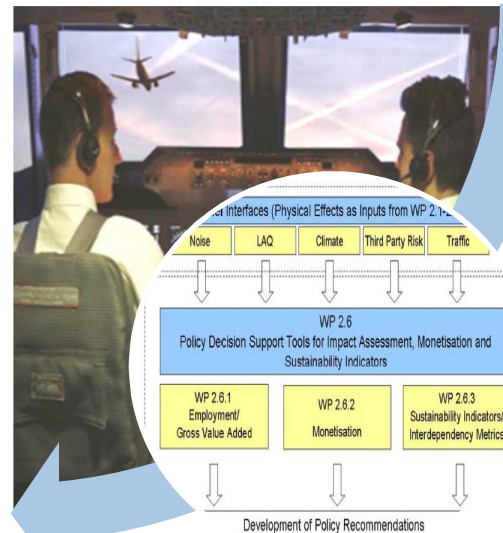 Interfaces (Physical Effects as Inputs from WP 2.1-2
Noise
LAQ
Climate
Third Party Risk
Traffic
WP 2.6
Policy Decision Support Tools for Impact Assessment, Monetisation and
Sustainability Indicators
WP 2.6.1
Employment/
Gross Value Added
WP 2.6.2
Monetisation
WP 2.6.3
Sustainability Indicators/
Interdependency Metrics
Development of Policy Recommendations